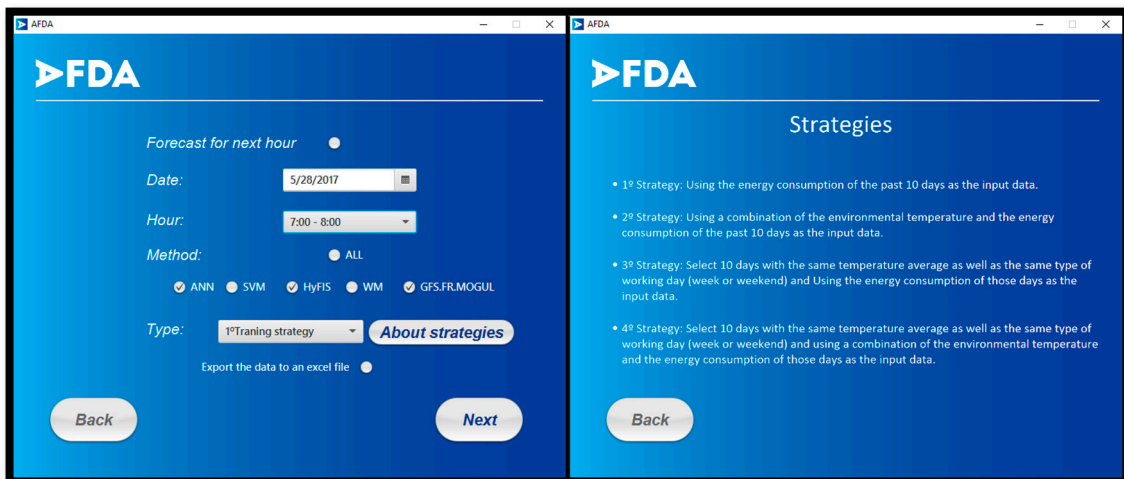 AFDA
AFDA
Forecast for next hour
Date:
5/28/2017
Hour:
7:00 - 8:00
Method:
ALL
ANN SVM HyFIS WM GFS.FR.MOGUL
Type:
1ºTraning strategy
About strategies
Export the data to an excel file
Back
Next
AFDA
AFDA
Strategies
• 1º Strategy: Using the energy consumption of the past 10 days as the input data.
• 2º Strategy: Using a combination of the environmental temperature and the energy
consumption of the past 10 days as the input data.
• 3º Strategy: Select 10 days with the same temperature average as well as the same type of
working day (week or weekend) and Using the energy consumption of those days as the
input data.
• 4º Strategy: Select 10 days with the same temperature average as well as the same type of
working day (week or weekend) and using a combination of the environmental temperature
and the energy consumption of those days as the input data.
Back